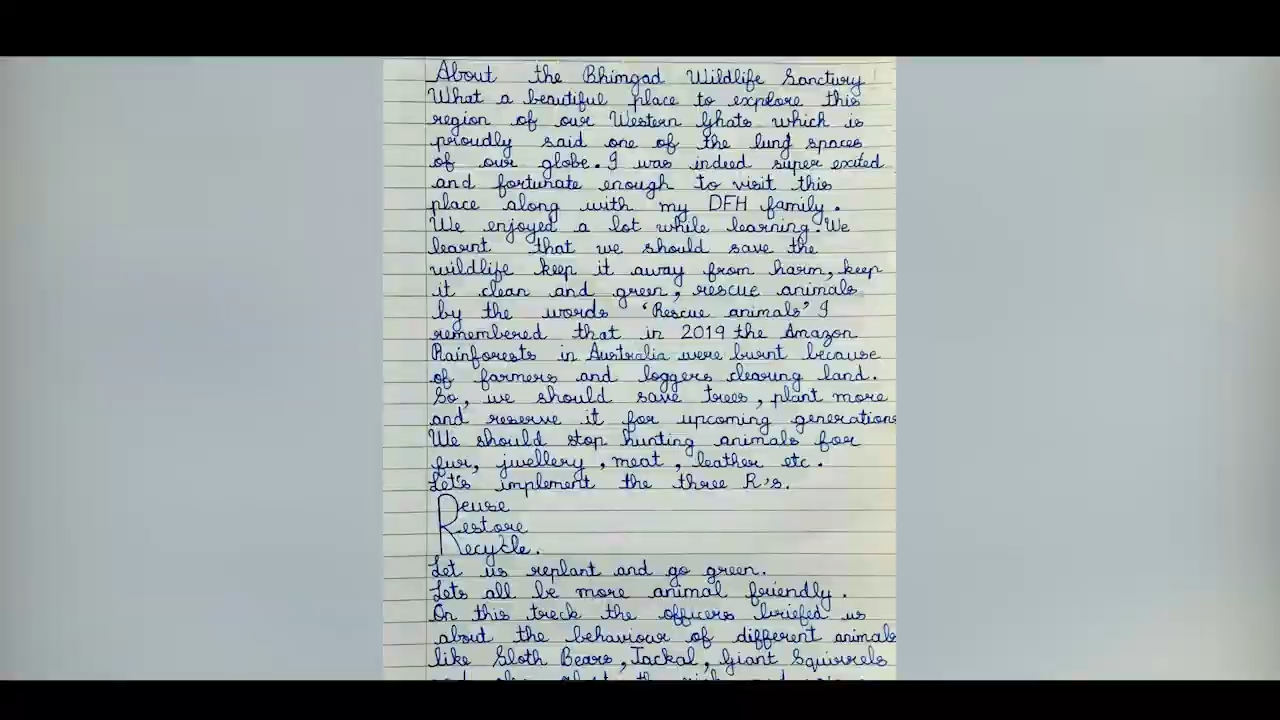 About the Bhimgad Wildlife Sanctury
What a beautiful place to explore this
region of our Western Ghats which is
proudly said one of the lung spaces
of our globe. I was indeed super exited
and fortunate enough to visit this
place along with my DFH family.
We enjoyed a lot while learning. We
learnt that we should save the
wildlife keep it away from harm, keep
it clean and green, rescue animals
by the words 'Rescue animals' I
remembered that in 2019 the Amazon
Rainforests in Australia were burnt because
of farmers and loggers clearing land.
So, we should save trees, plant more
and reserve it for upcoming generations
We should stop hunting animals for
fur, jwellery, meat, leather etc.
Let's implement the three R's.
Reuse
Restore
Recycle.
Let us replant and go green.
Lets all be more animal friendly.
On this treck the officers briefed us
about the behaviour of different animals
like Sloth Bears, Jackal, Giant Squirrels